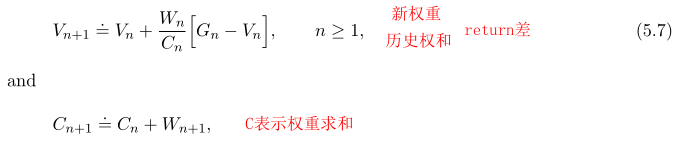 V_{n+1} ≐ V_n + \frac{W_n}{C_n} [G_n − V_n], n ≥ 1, 新权重 历史权和 return差 (5.7)
and
C_{n+1} ≐ C_n + W_{n+1}, C表示权重求和